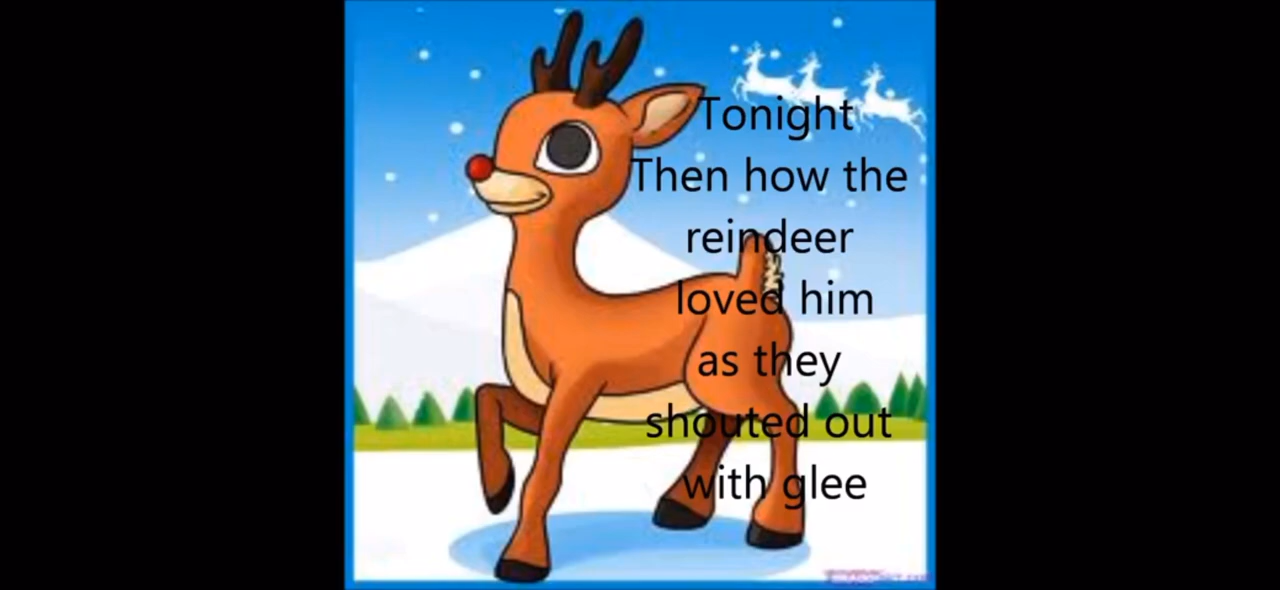 Tonight
Then how the
reindeer
loved him
as they
shouted out
with glee